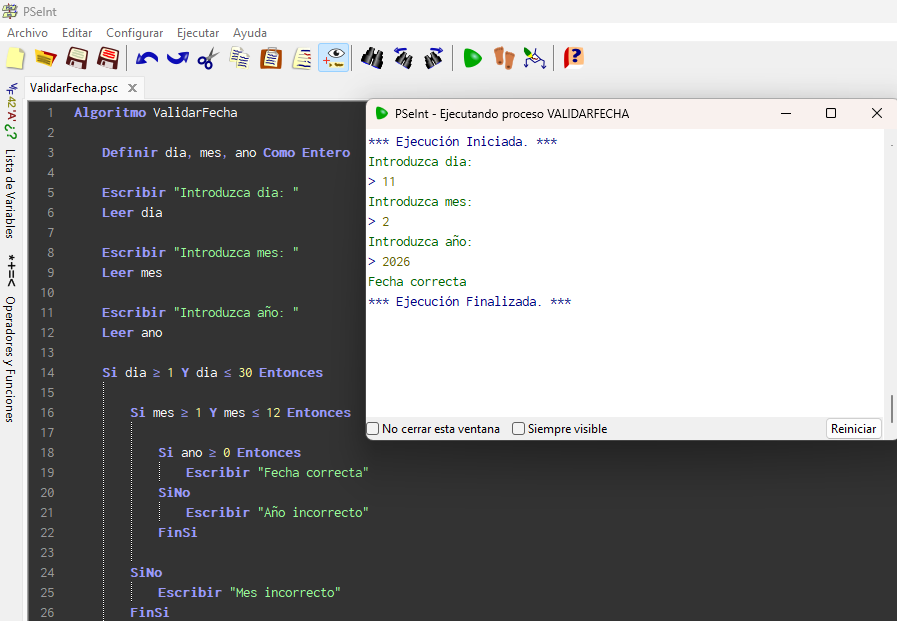 PSeInt
Archivo Editar Configurar Ejecutar Ayuda
ValidarFecha.psc
Lista de Variables
*+=< Operadores y Funciones
1 Algoritmo ValidarFecha
2
3 Definir dia, mes, ano Como Entero
4
5 Escribir "Introduzca dia: "
6 Leer dia
7
8 Escribir "Introduzca mes: "
9 Leer mes
10
11 Escribir "Introduzca año: "
12 Leer ano
13
14 Si dia ≥ 1 Y dia ≤ 30 Entonces
15
16 Si mes ≥ 1 Y mes ≤ 12 Entonces
17
18 Si ano ≥ 0 Entonces
19 Escribir "Fecha correcta"
20 SiNo
21 Escribir "Año incorrecto"
22 FinSi
23
24 SiNo
25 Escribir "Mes incorrecto"
26 FinSi
PSeInt - Ejecutando proceso VALIDARFECHA
*** Ejecución Iniciada. ***
Introduzca dia:
> 11
Introduzca mes:
> 2
Introduzca año:
> 2026
Fecha correcta
*** Ejecución Finalizada. ***
No cerrar esta ventana Siempre visible Reiniciar